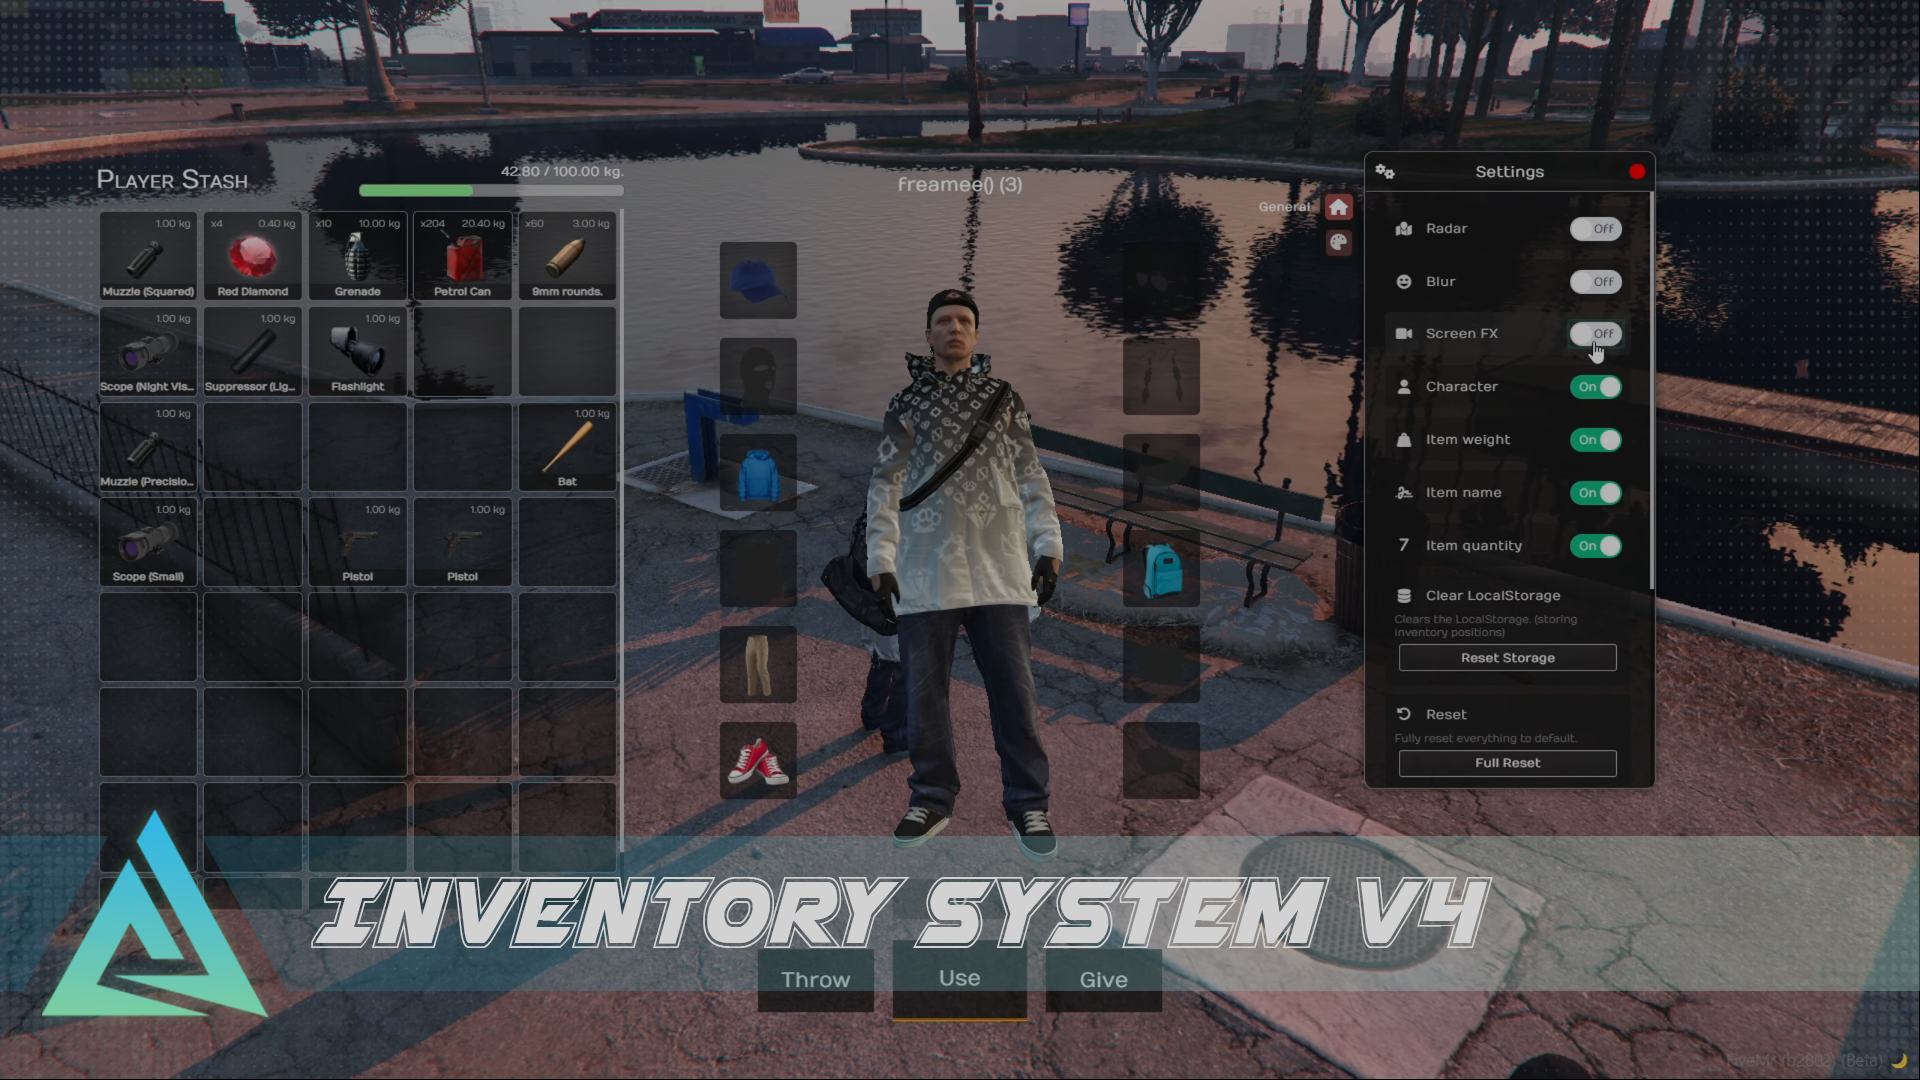 PLAYER STASH
42.80 / 100.00 kg.
1.00 kg
Muzzle (Squared)
x4 0.40 kg
Red Diamond
x10 10.00 kg
Grenade
x204 20.40 kg
Petrol Can
x60 3.00 kg
9mm rounds.
1.00 kg
Scope (Night Vis...
1.00 kg
Suppressor (Lig...
1.00 kg
Flashlight
1.00 kg
Muzzle (Precisio...
1.00 kg
Bat
1.00 kg
Scope (Small)
1.00 kg
Pistol
1.00 kg
Pistol
freamee() (3)
General
Settings
Radar Off
Blur Off
Screen FX Off
Character On
Item weight On
Item name On
7 Item quantity On
Clear LocalStorage
Clears the LocalStorage. (storing
inventory positions)
Reset Storage
Reset
Fully reset everything to default.
Full Reset
INVENTORY SYSTEM V4
Throw
Use
Give
FiveM* (b2802) (Beta)